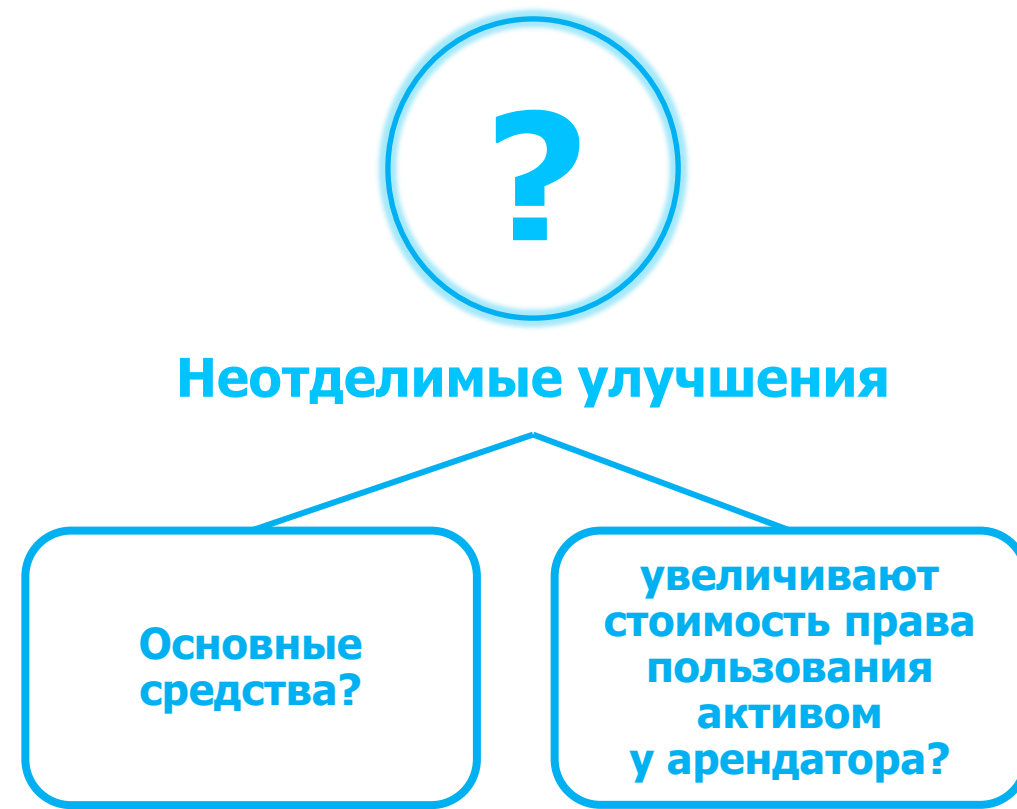 ?
Неотделимые улучшения
Основные
средства?
увеличивают
стоимость права
пользования
активом
у арендатора?